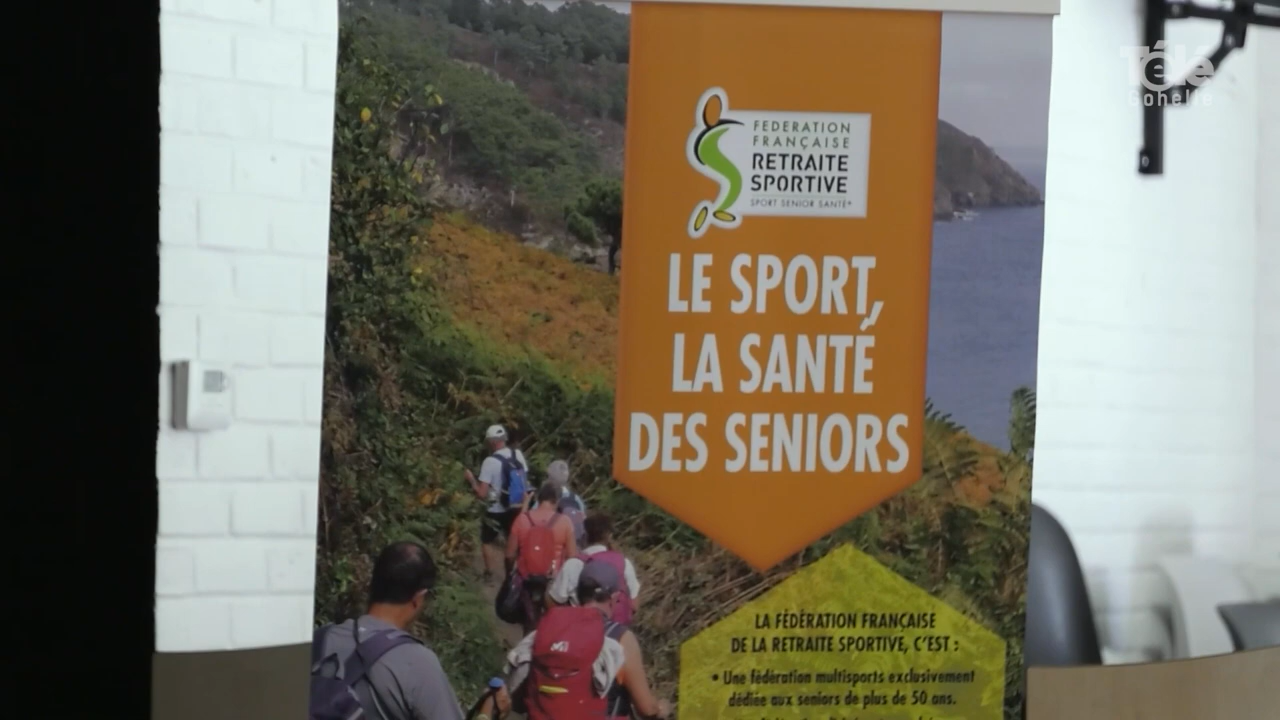 Télé
Gohelle
FEDERATION
FRANÇAISE
RETRAITE
SPORTIVE
SPORT SENIOR SANTÉ®
LE SPORT,
LA SANTÉ
DES SENIORS
LA FÉDÉRATION FRANÇAISE
DE LA RETRAITE SPORTIVE, C'EST :
• Une fédération multisports exclusivement
dédiée aux seniors de plus de 50 ans.